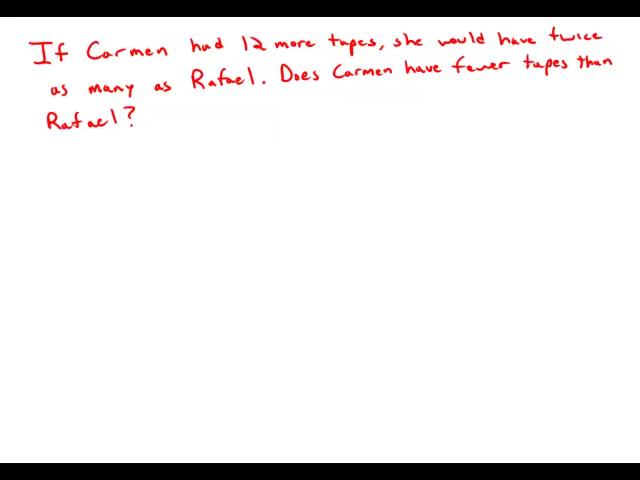 If Carmen had 12 more tapes, she would have twice
as many as Rafael. Does Carmen have fewer tapes than
Rafael?